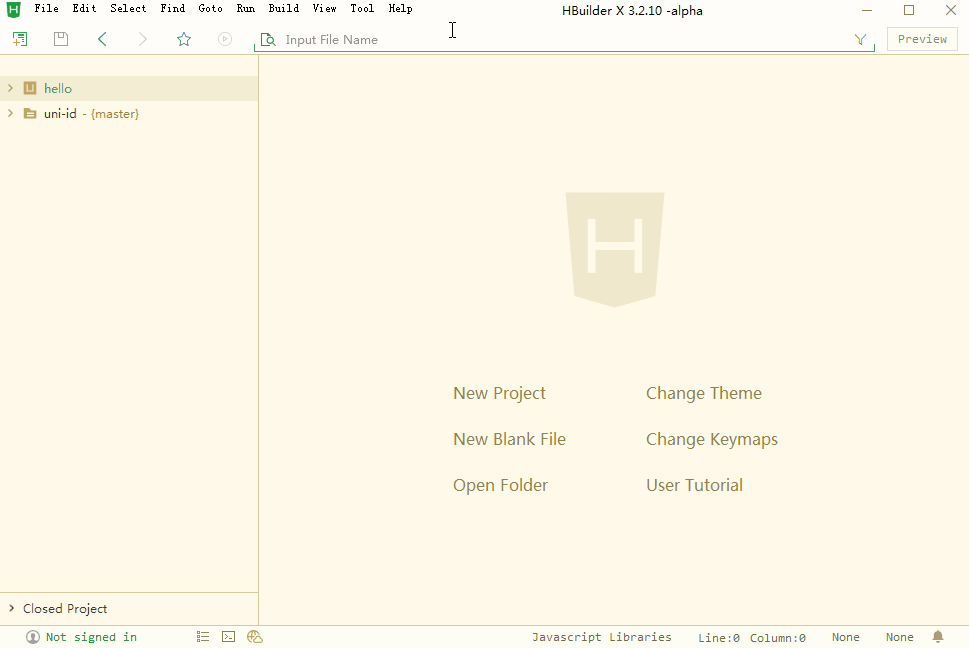 H File Edit Select Find Goto Run Build View Tool Help HBuilder X 3.2.10 -alpha
Input File Name Preview
U hello
uni-id - {master}
H
New Project Change Theme
New Blank File Change Keymaps
Open Folder User Tutorial
Closed Project
Not signed in Javascript Libraries Line:0 Column:0 None None